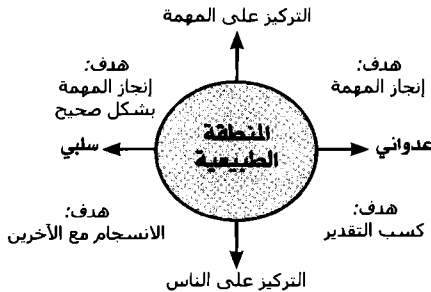 التركيز على المهمة
هدف:
إنجاز المهمة
هدف:
إنجاز المهمة
بشكل صحيح
المنطقة
الطبيعية
عدواني
سلبي
هدف:
كسب التقدير
هدف:
الانسجام مع الآخرين
التركيز على الناس